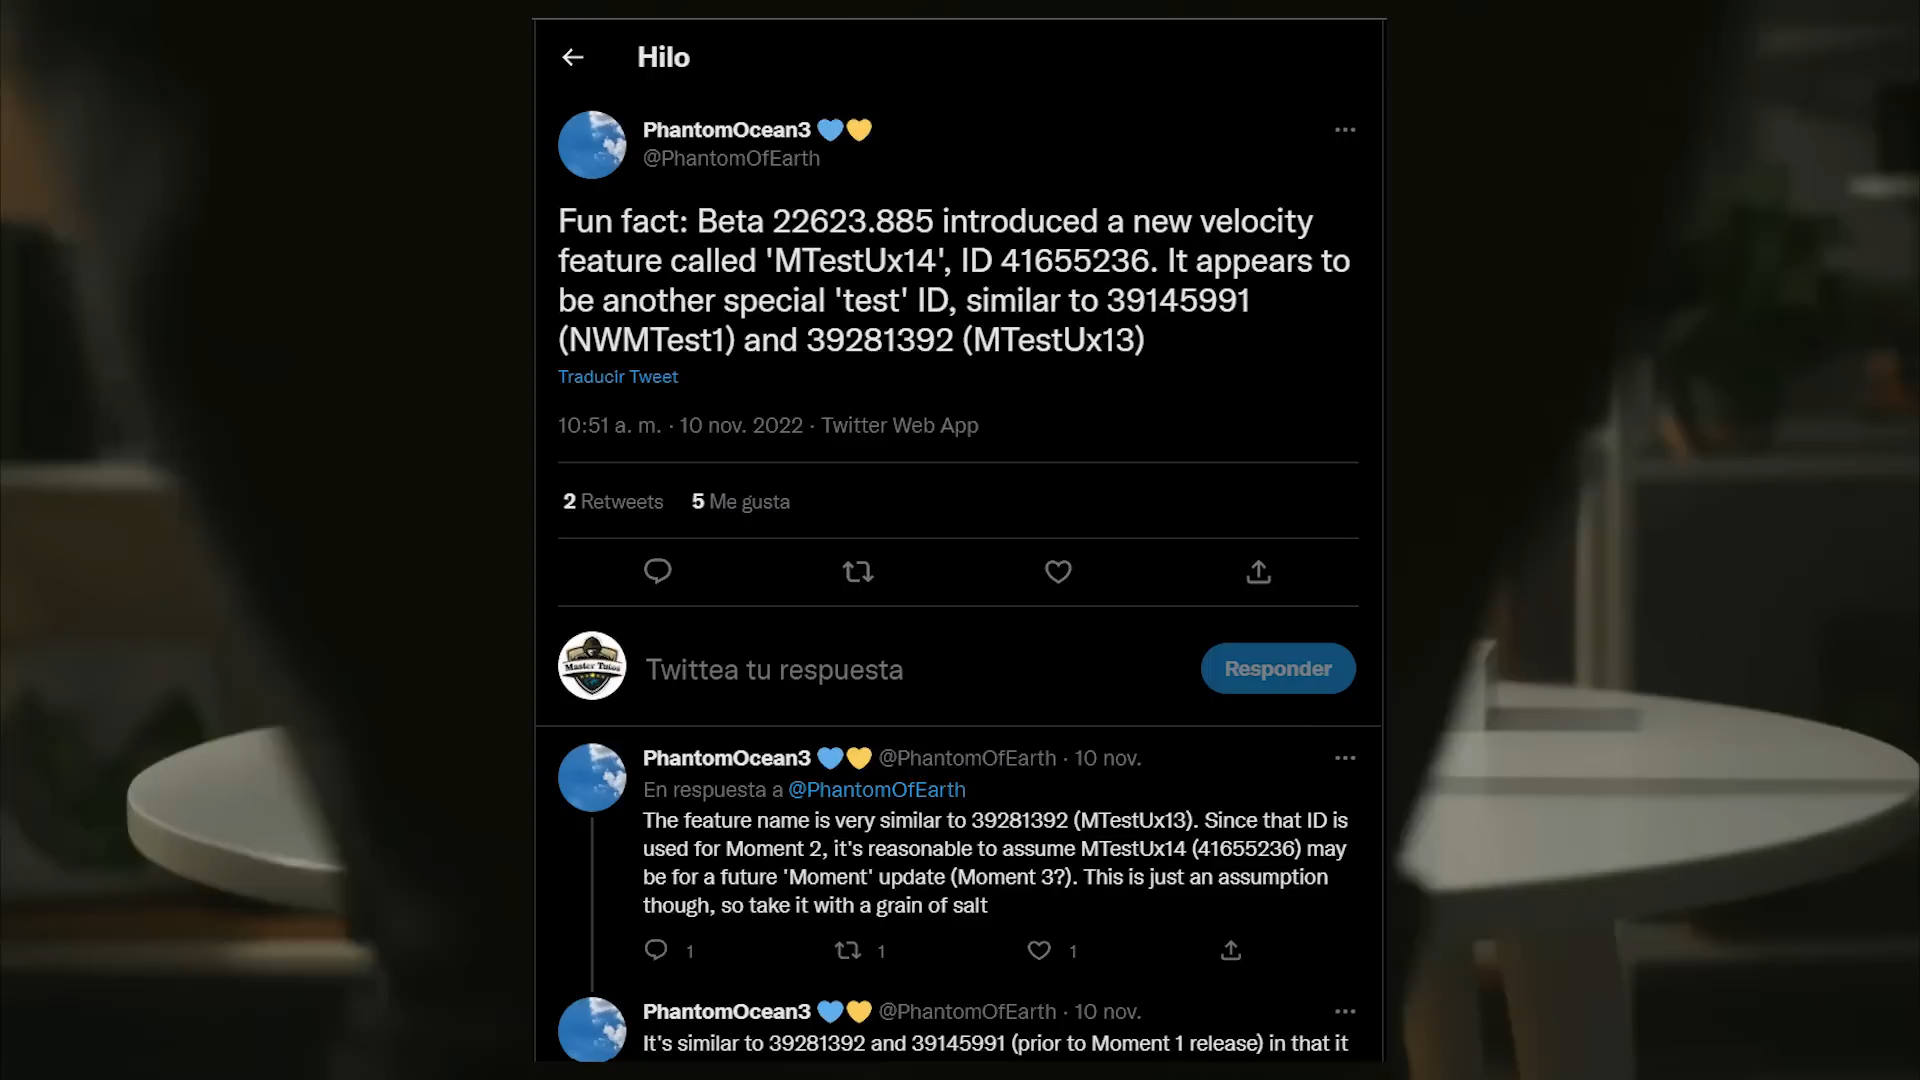 Hilo
PhantomOcean3 💙💛
@PhantomOfEarth
Fun fact: Beta 22623.885 introduced a new velocity
feature called 'MTestUx14', ID 41655236. It appears to
be another special 'test' ID, similar to 39145991
(NWMTest1) and 39281392 (MTestUx13)
Traducir Tweet
10:51 a. m. · 10 nov. 2022 · Twitter Web App
2 Retweets 5 Me gusta
Master Tutos
Twittea tu respuesta
Responder
PhantomOcean3 💙💛 @PhantomOfEarth · 10 nov.
En respuesta a @PhantomOfEarth
The feature name is very similar to 39281392 (MTestUx13). Since that ID is
used for Moment 2, it's reasonable to assume MTestUx14 (41655236) may
be for a future 'Moment' update (Moment 3?). This is just an assumption
though, so take it with a grain of salt
1 1 1
PhantomOcean3 💙💛 @PhantomOfEarth · 10 nov.
It's similar to 39281392 and 39145991 (prior to Moment 1 release) in that it